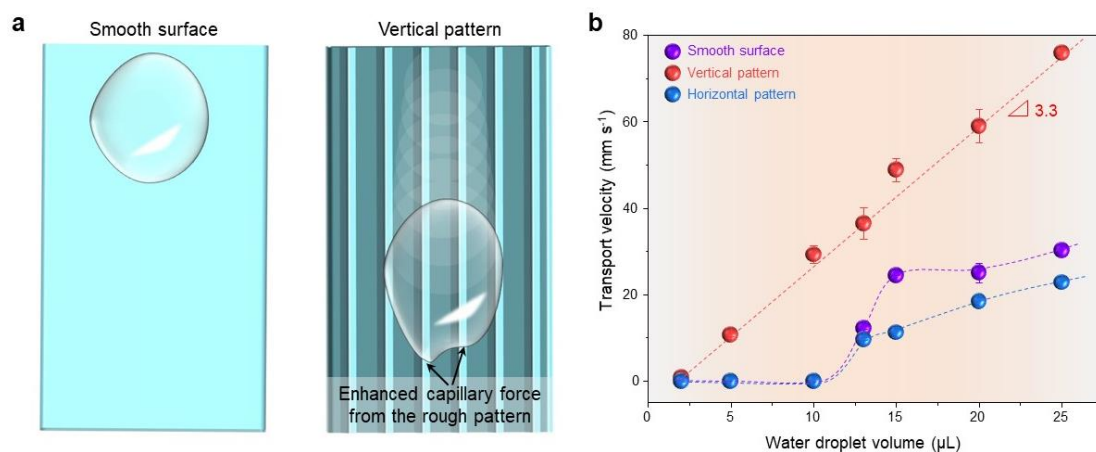 a
Smooth surface
Vertical pattern
Enhanced capillary force
from the rough pattern
b
Transport velocity (mm s⁻¹)
80
60
40
20
0
Smooth surface
Vertical pattern
Horizontal pattern
3.3
0
5
10
15
20
25
Water droplet volume (µL)